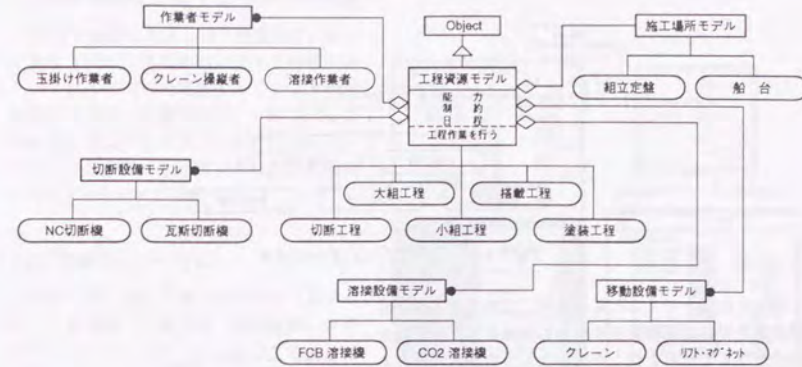 作業者モデル
Object
施工場所モデル
玉掛け作業者
クレーン操縦者
溶接作業者
工程資源モデル
能 力
制 約
日 程
工程作業を行う
組立定盤
船 台
切断設備モデル
大組工程
搭載工程
NC切断機
瓦斯切断機
切断工程
小組工程
塗装工程
溶接設備モデル
移動設備モデル
FCB 溶接機
CO2 溶接機
クレーン
リフト・マグネット